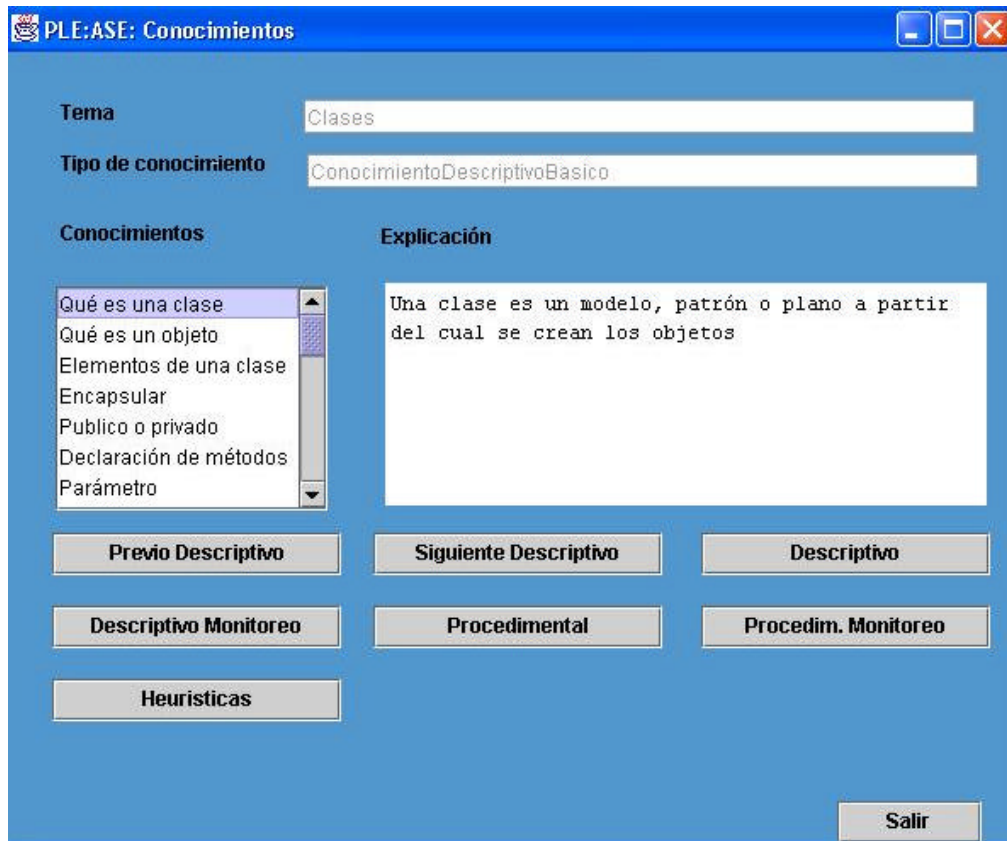 PLE:ASE: Conocimientos
Tema
Clases
Tipo de conocimiento
ConocimientoDescriptivoBasico
Conocimientos
Explicación
Qué es una clase
Qué es un objeto
Elementos de una clase
Encapsular
Publico o privado
Declaración de métodos
Parámetro
Una clase es un modelo, patrón o plano a partir
del cual se crean los objetos
Previo Descriptivo
Siguiente Descriptivo
Descriptivo
Descriptivo Monitoreo
Procedimental
Procedim. Monitoreo
Heuristicas
Salir